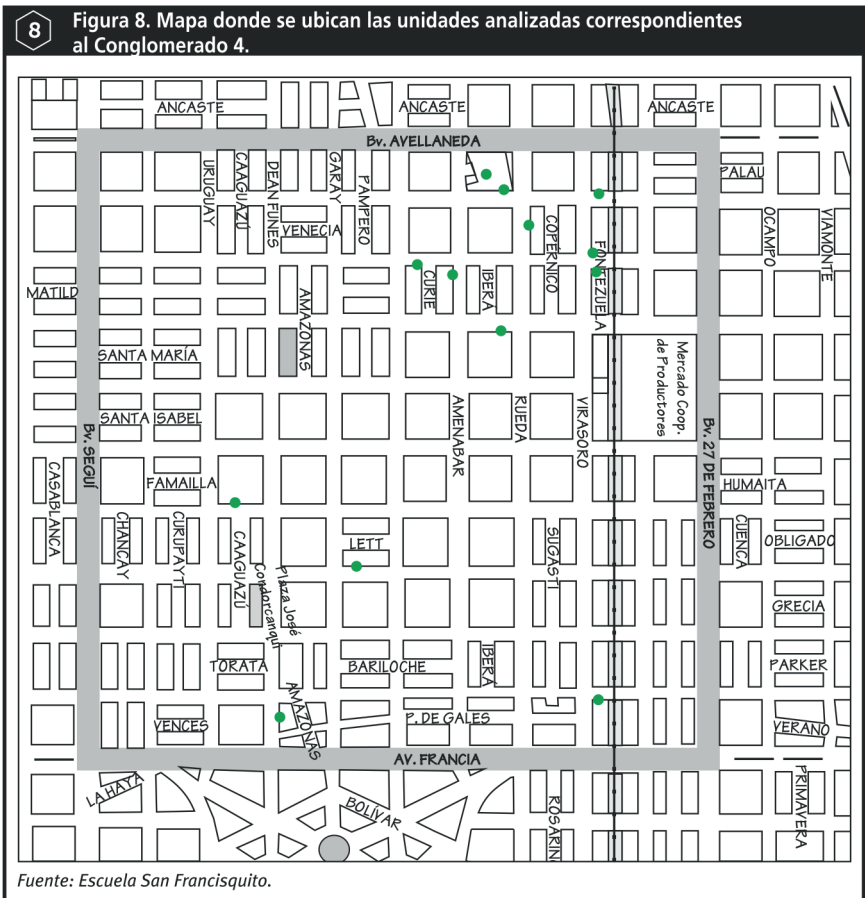 8
Figura 8. Mapa donde se ubican las unidades analizadas correspondientes
al Conglomerado 4.
ANCASTE
ANCASTE
ANCASTE
Bv. AVELLANEDA
URUGUAY
CAAGUAZÚ
DEAN FUNES
GARAY
PAMPERO
PALAU
VENECIA
COPÉRNICO
FONTEZUELA
OCAMPO
VIAMONTE
MATILD
AMAZONAS
CURIE
IBERA
SANTA MARÍA
Mercado Coop.
de Productores
SANTA ISABEL
Bv. SEGUÍ
AMENABAR
RUEDA
VIRASORO
Bv. 27 DE FEBRERO
CASABLANCA
FAMAILLA
HUMAITA
CHANCAY
CURUPAYTI
CAAGUAZÚ
LETT
SUGASTI
CUENCA
OBLIGADO
Plaza José
Condorcanqui
GRECIA
TORATA
BARILOCHE
IBERÁ
PARKER
AMAZONAS
VENCES
P. DE GALES
VERANO
AV. FRANCIA
LA HAYA
BOLÍVAR
ROSARIN
PRIMAVERA
Fuente: Escuela San Francisquito.